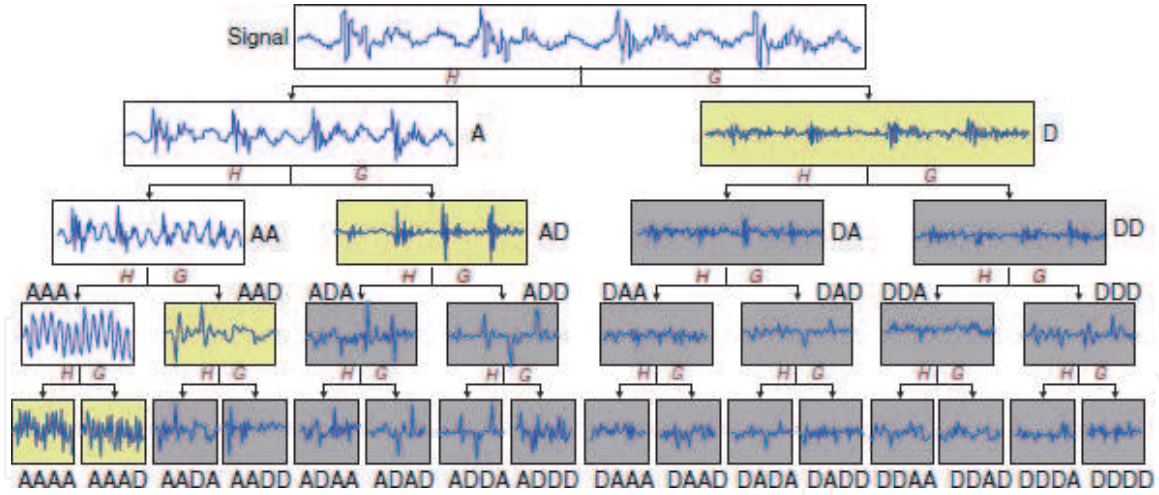 Signal
H G
A D
H G H G
AA AD DA DD
H G H G H G H G
AAA AAD ADA ADD DAA DAD DDA DDD
H G H G H G H G H G H G H G H G
AAAA AAAD AADA AADD ADAA ADAD ADDA ADDD DAAA DAAD DADA DADD DDAA DDAD DDDA DDDD